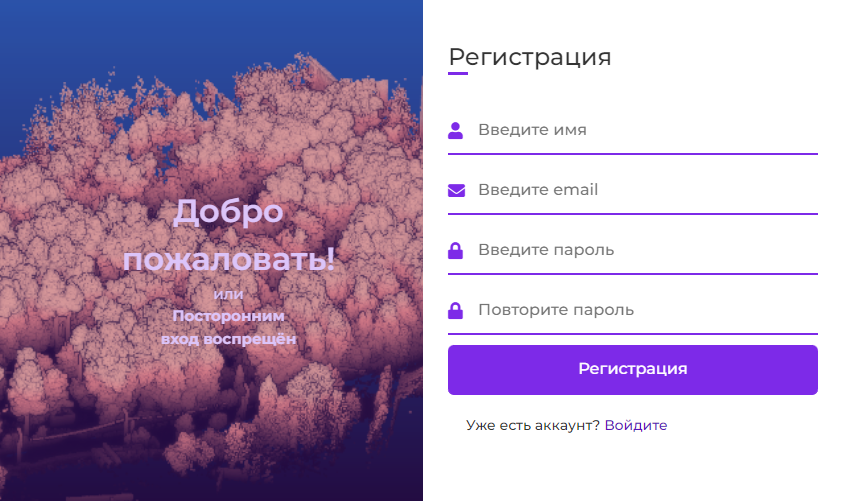 Добро
пожаловать!
или
Посторонним
вход воспрещён
Регистрация
Введите имя
Введите email
Введите пароль
Повторите пароль
Регистрация
Уже есть аккаунт? Войдите